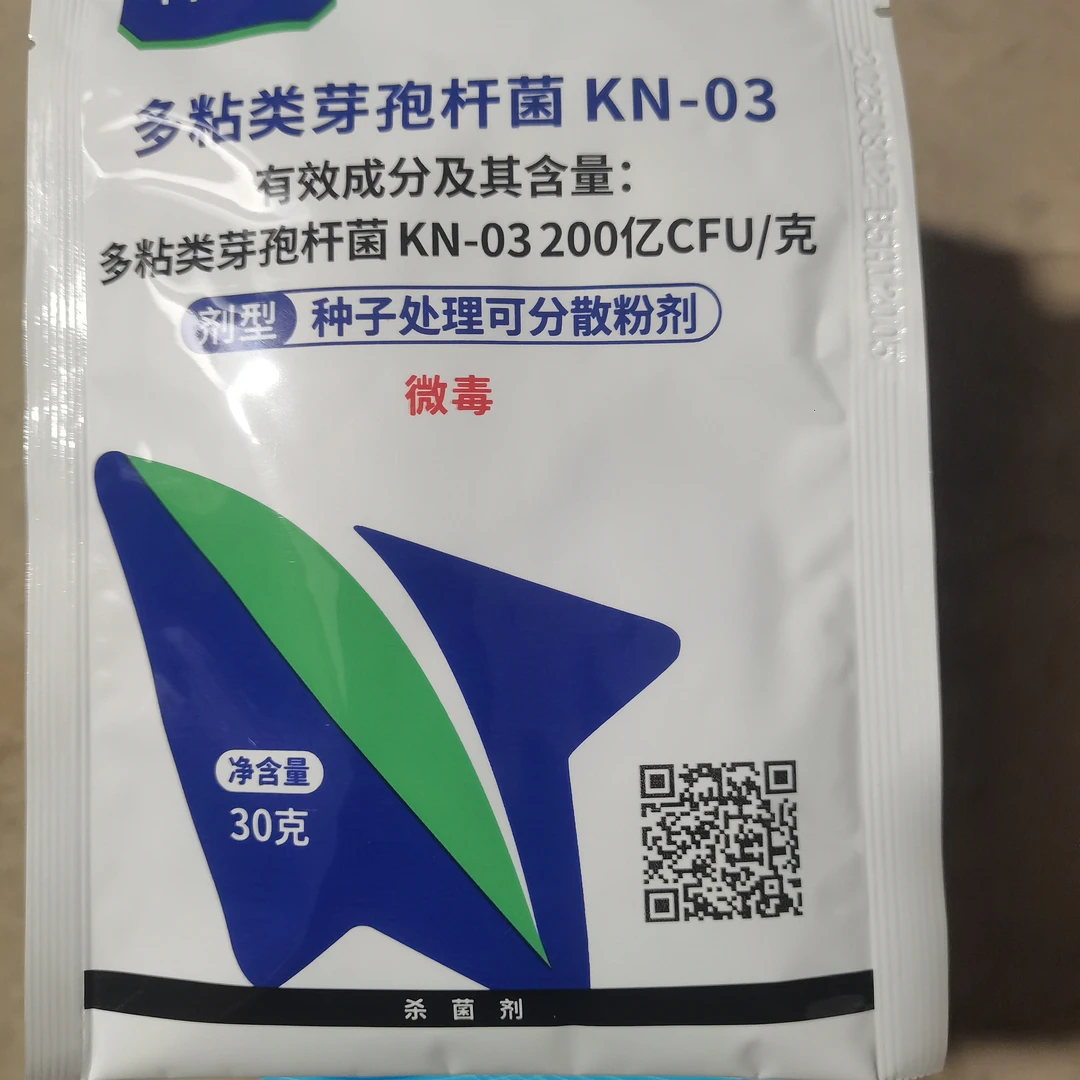 多粘类芽孢杆菌 KN-03
有效成分及其含量：
多粘类芽孢杆菌 KN-03 200亿CFU/克
剂型 种子处理可分散粉剂
微毒
净含量
30克
杀菌剂